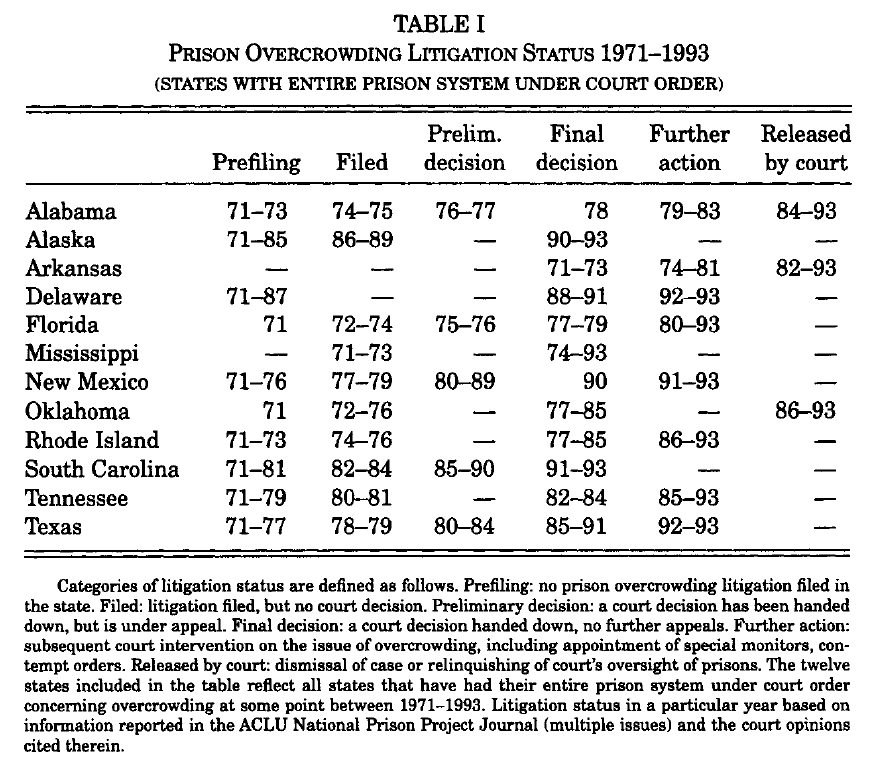 TABLE I
PRISON OVERCROWDING LITIGATION STATUS 1971–1993
(STATES WITH ENTIRE PRISON SYSTEM UNDER COURT ORDER)
Prefiling Filed Prelim. decision Final decision Further action Released by court
Alabama 71–73 74–75 76–77 78 79–83 84–93
Alaska 71–85 86–89 — 90–93 — —
Arkansas — — — 71–73 74–81 82–93
Delaware 71–87 — — 88–91 92–93 —
Florida 71 72–74 75–76 77–79 80–93 —
Mississippi — 71–73 — 74–93 — —
New Mexico 71–76 77–79 80–89 90 91–93 —
Oklahoma 71 72–76 — 77–85 — 86–93
Rhode Island 71–73 74–76 — 77–85 86–93 —
South Carolina 71–81 82–84 85–90 91–93 — —
Tennessee 71–79 80–81 — 82–84 85–93 —
Texas 71–77 78–79 80–84 85–91 92–93 —
Categories of litigation status are defined as follows. Prefiling: no prison overcrowding litigation filed in
the state. Filed: litigation filed, but no court decision. Preliminary decision: a court decision has been handed
down, but is under appeal. Final decision: a court decision handed down, no further appeals. Further action:
subsequent court intervention on the issue of overcrowding, including appointment of special monitors, con-
tempt orders. Released by court: dismissal of case or relinquishing of court's oversight of prisons. The twelve
states included in the table reflect all states that have had their entire prison system under court order
concerning overcrowding at some point between 1971–1993. Litigation status in a particular year based on
information reported in the ACLU National Prison Project Journal (multiple issues) and the court opinions
cited therein.